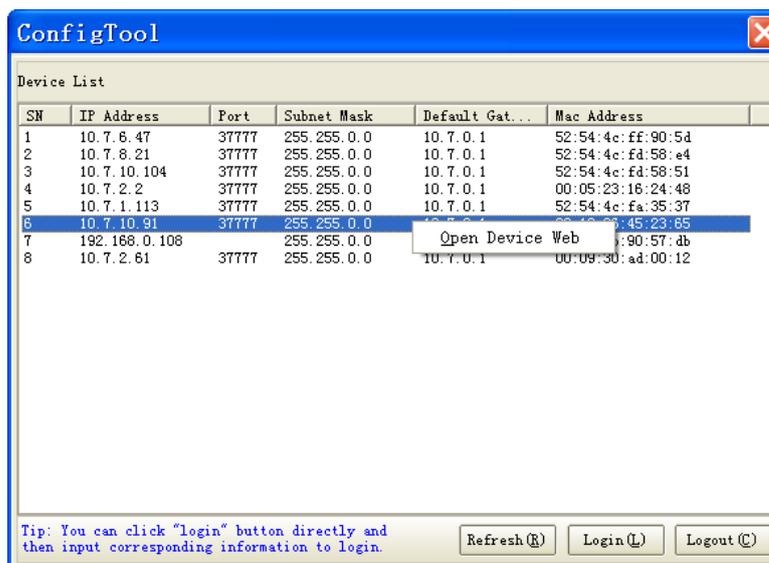 ConfigTool
Device List
SN IP Address Port Subnet Mask Default Gat... Mac Address
1 10.7.6.47 37777 255.255.0.0 10.7.0.1 52:54:4c:ff:90:5d
2 10.7.8.21 37777 255.255.0.0 10.7.0.1 52:54:4c:fd:58:e4
3 10.7.10.104 37777 255.255.0.0 10.7.0.1 52:54:4c:fd:58:51
4 10.7.2.2 37777 255.255.0.0 10.7.0.1 00:05:23:16:24:48
5 10.7.1.113 37777 255.255.0.0 10.7.0.1 52:54:4c:fa:35:37
6 10.7.10.91 37777 255.255.0.0 :45:23:65
Open Device Web
7 192.168.0.108 255.255.0.0 :90:57:db
8 10.7.2.61 37777 255.255.0.0 10.7.0.1 00:09:30:ad:00:12
Tip: You can click "login" button directly and
then input corresponding information to login.
Refresh(R) Login(L) Logout(C)